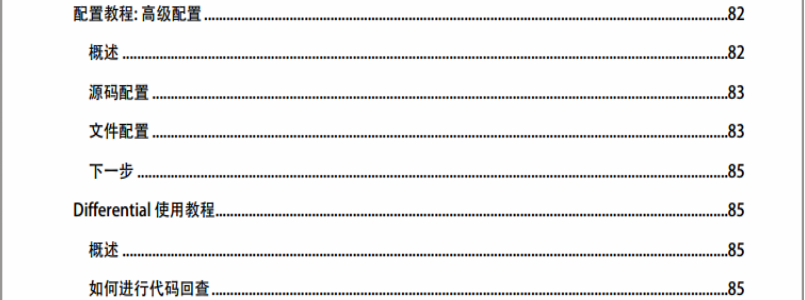 配置教程: 高级配置 ........................................ 82
概述 ........................................ 82
源码配置 ........................................ 83
文件配置 ........................................ 83
下一步 ........................................ 85
Differential 使用教程........................................ 85
概述 ........................................ 85
如何进行代码回查 ........................................ 85